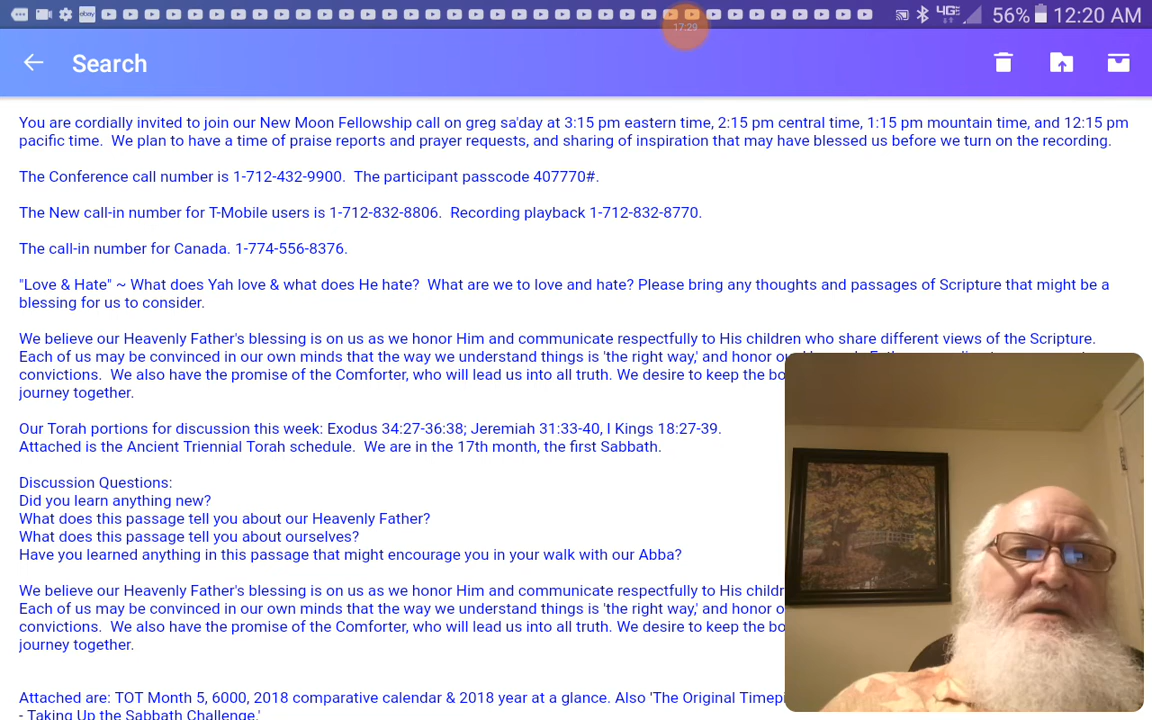 ebay
17:29
4G 56% 12:20 AM
Search
You are cordially invited to join our New Moon Fellowship call on greg sa'day at 3:15 pm eastern time, 2:15 pm central time, 1:15 pm mountain time, and 12:15 pm
pacific time. We plan to have a time of praise reports and prayer requests, and sharing of inspiration that may have blessed us before we turn on the recording.
The Conference call number is 1-712-432-9900. The participant passcode 407770#.
The New call-in number for T-Mobile users is 1-712-832-8806. Recording playback 1-712-832-8770.
The call-in number for Canada. 1-774-556-8376.
"Love & Hate" ~ What does Yah love & what does He hate? What are we to love and hate? Please bring any thoughts and passages of Scripture that might be a
blessing for us to consider.
We believe our Heavenly Father's blessing is on us as we honor Him and communicate respectfully to His children who share different views of the Scripture.
Each of us may be convinced in our own minds that the way we understand things is 'the right way,' and honor
convictions. We also have the promise of the Comforter, who will lead us into all truth. We desire to keep the
journey together.
Our Torah portions for discussion this week: Exodus 34:27-36:38; Jeremiah 31:33-40, I Kings 18:27-39.
Attached is the Ancient Triennial Torah schedule. We are in the 17th month, the first Sabbath.
Discussion Questions:
Did you learn anything new?
What does this passage tell you about our Heavenly Father?
What does this passage tell you about ourselves?
Have you learned anything in this passage that might encourage you in your walk with our Abba?
We believe our Heavenly Father's blessing is on us as we honor Him and communicate respectfully to His
Each of us may be convinced in our own minds that the way we understand things is 'the right way,' and honor
convictions. We also have the promise of the Comforter, who will lead us into all truth. We desire to keep the
journey together.
Attached are: TOT Month 5, 6000, 2018 comparative calendar & 2018 year at a glance. Also 'The Original
- Taking Up the Sabbath Challenge.'